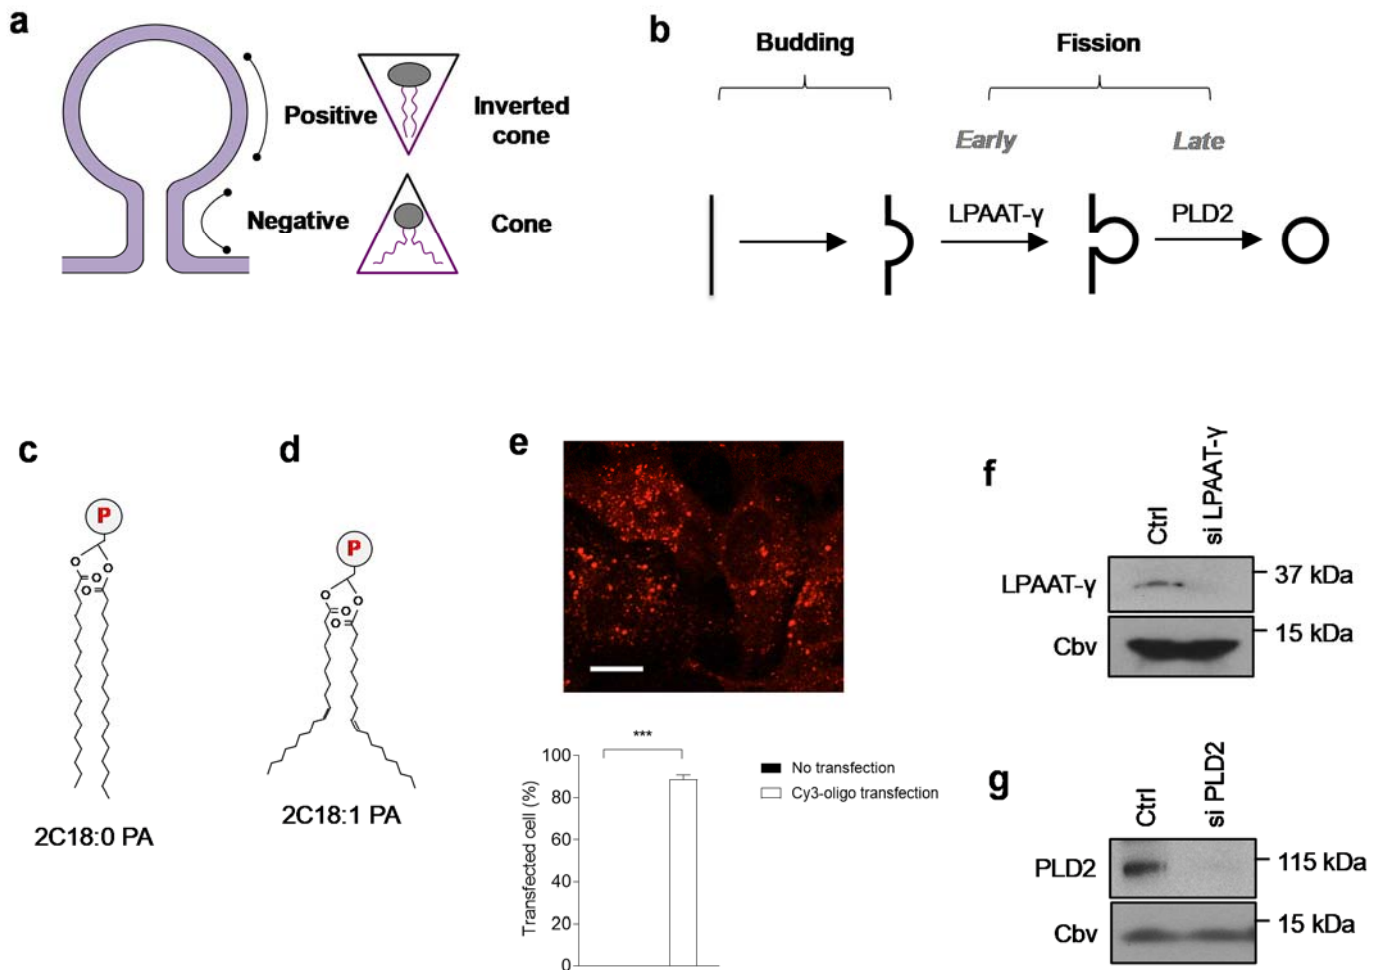 a
Positive
Inverted
cone
Negative
Cone
b
Budding
Fission
Early
Late
LPAAT-γ
PLD2
c
P
O
O
O
O
2C18:0 PA
d
P
O
O
O
O
2C18:1 PA
e
***
Transfected cell (%)
100
80
60
40
20
0
No transfection
Cy3-oligo transfection
f
Ctrl
si LPAAT-γ
LPAAT-γ
37 kDa
Cbv
15 kDa
g
Ctrl
si PLD2
PLD2
115 kDa
Cbv
15 kDa